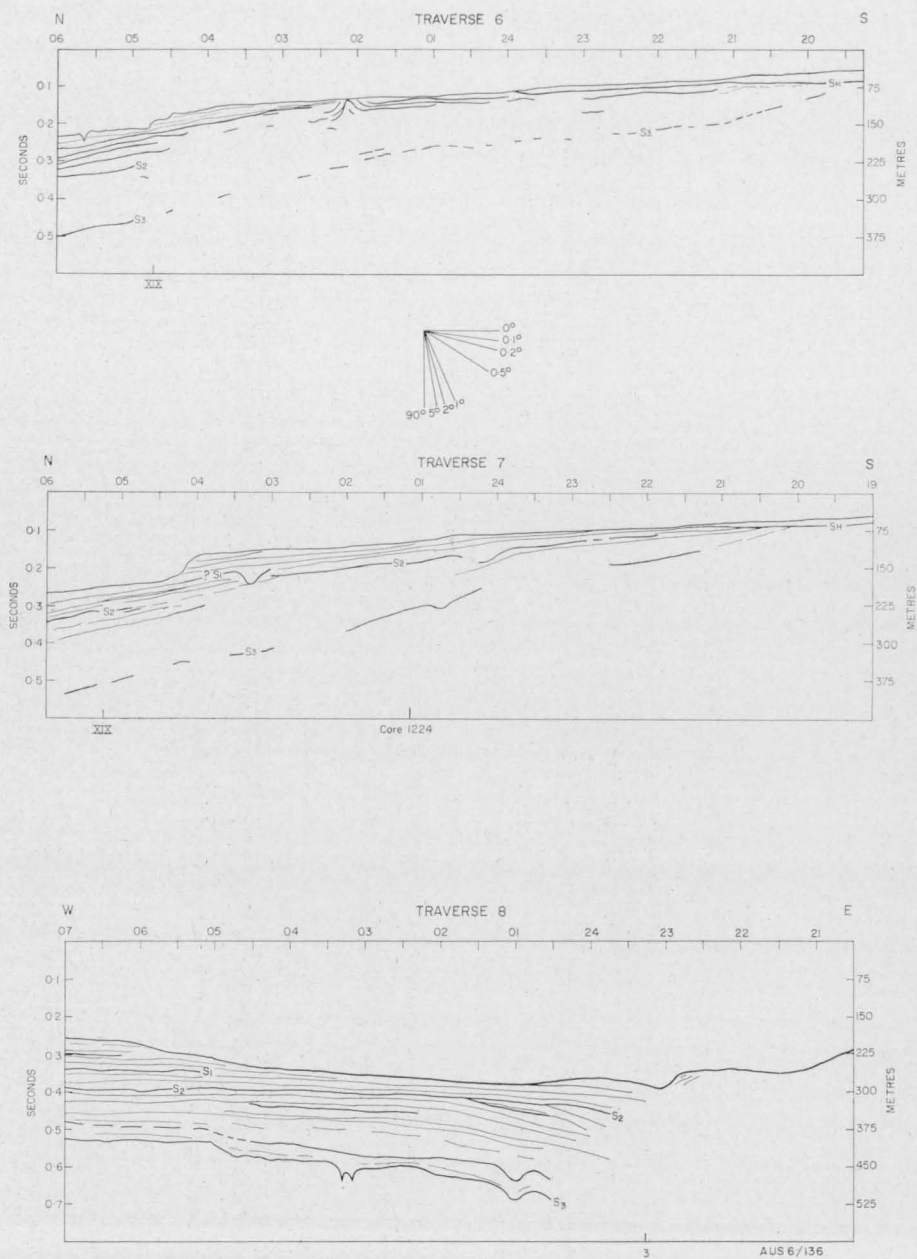 N TRAVERSE 6 S
06 05 04 03 02 01 24 23 22 21 20
0·1 75
0·2 150
0·3 225
0·4 300
0·5 375
SECONDS
METRES
SH
S3
S2
S3
XIX
0°
0·1°
0·2°
0·5°
90° 5° 2° 1°
N TRAVERSE 7 S
06 05 04 03 02 01 24 23 22 21 20 19
0·1 75
0·2 150
0·3 225
0·4 300
0·5 375
SECONDS
METRES
SH
? S1
S2
S2
S3
XIX Core 1224
W TRAVERSE 8 E
07 06 05 04 03 02 01 24 23 22 21
0·1 75
0·2 150
0·3 225
0·4 300
0·5 375
0·6 450
0·7 525
SECONDS
METRES
S1
S2
S2
S3
3
AUS 6/136